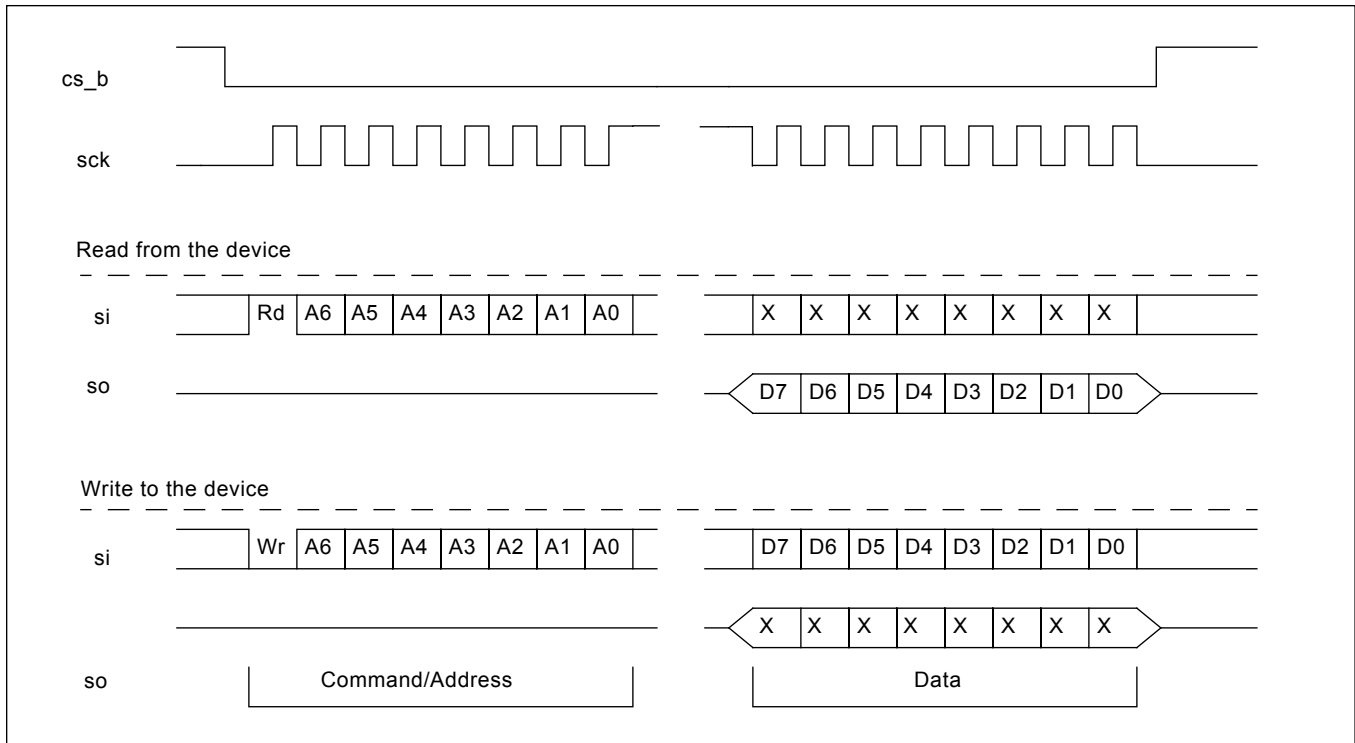 cs_b
sck
Read from the device
si Rd A6 A5 A4 A3 A2 A1 A0 X X X X X X X X
so D7 D6 D5 D4 D3 D2 D1 D0
Write to the device
si Wr A6 A5 A4 A3 A2 A1 A0 D7 D6 D5 D4 D3 D2 D1 D0
X X X X X X X X
so Command/Address Data